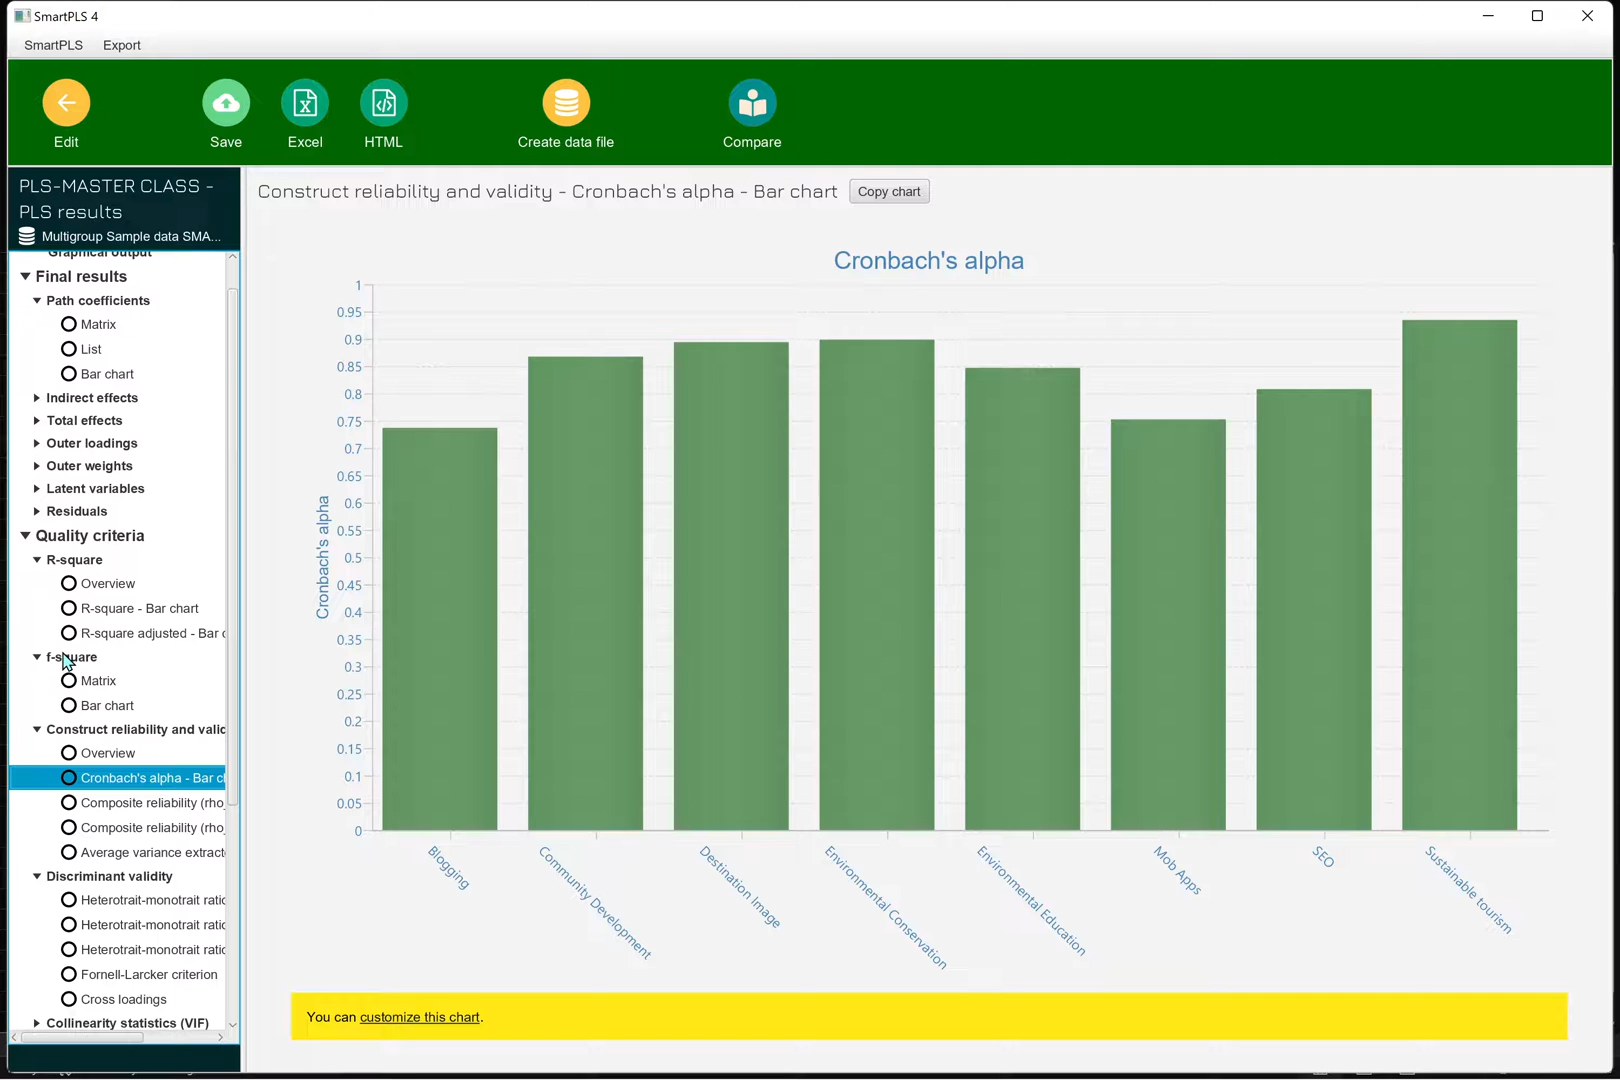 SmartPLS 4
SmartPLS Export
Edit
Save
Excel
HTML
Create data file
Compare
PLS-MASTER CLASS -
PLS results
Multigroup Sample data SMA...
Graphical output
Final results
Path coefficients
Matrix
List
Bar chart
Indirect effects
Total effects
Outer loadings
Outer weights
Latent variables
Residuals
Quality criteria
R-square
Overview
R-square - Bar chart
R-square adjusted - Bar c
f-square
Matrix
Bar chart
Construct reliability and valid
Overview
Cronbach's alpha - Bar cl
Composite reliability (rho_
Composite reliability (rho_
Average variance extract
Discriminant validity
Heterotrait-monotrait ratic
Heterotrait-monotrait ratic
Heterotrait-monotrait ratic
Fornell-Larcker criterion
Cross loadings
Collinearity statistics (VIF)
Construct reliability and validity - Cronbach's alpha - Bar chart
Copy chart
Cronbach's alpha
Cronbach's alpha
1
0.95
0.9
0.85
0.8
0.75
0.7
0.65
0.6
0.55
0.5
0.45
0.4
0.35
0.3
0.25
0.2
0.15
0.1
0.05
0
Blogging
Community Development
Destination Image
Environmental Conservation
Environmental Education
Mob Apps
SEO
Sustainable tourism
You can customize this chart.